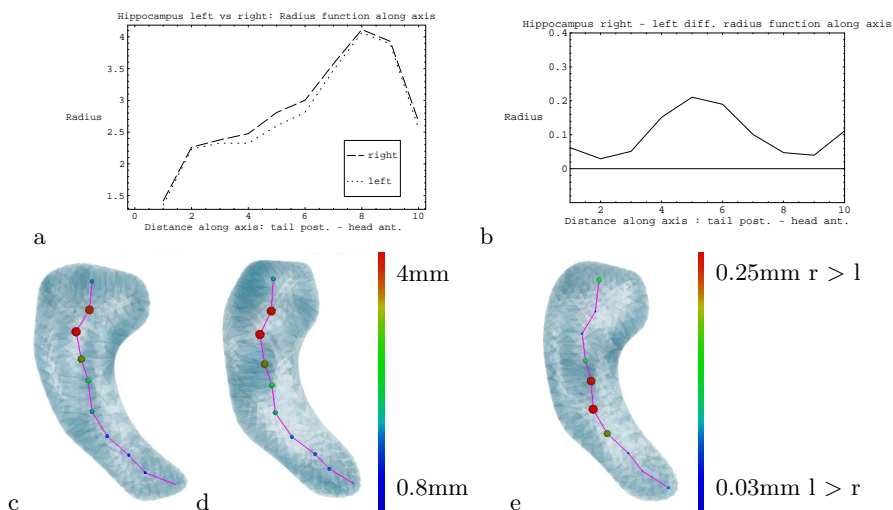 Hippocampus left vs right: Radius function along axis
4
3.5
3
Radius
2.5
2
1.5
right
left
0 2 4 6 8 10
Distance along axis: tail post. - head ant.
a
Hippocampus right - left diff. radius function along axis
0.4
0.3
0.2
Radius
0.1
0
2 4 6 8 10
Distance along axis : tail post. - head ant.
b
4mm
0.25mm r > l
0.8mm
0.03mm l > r
c d e